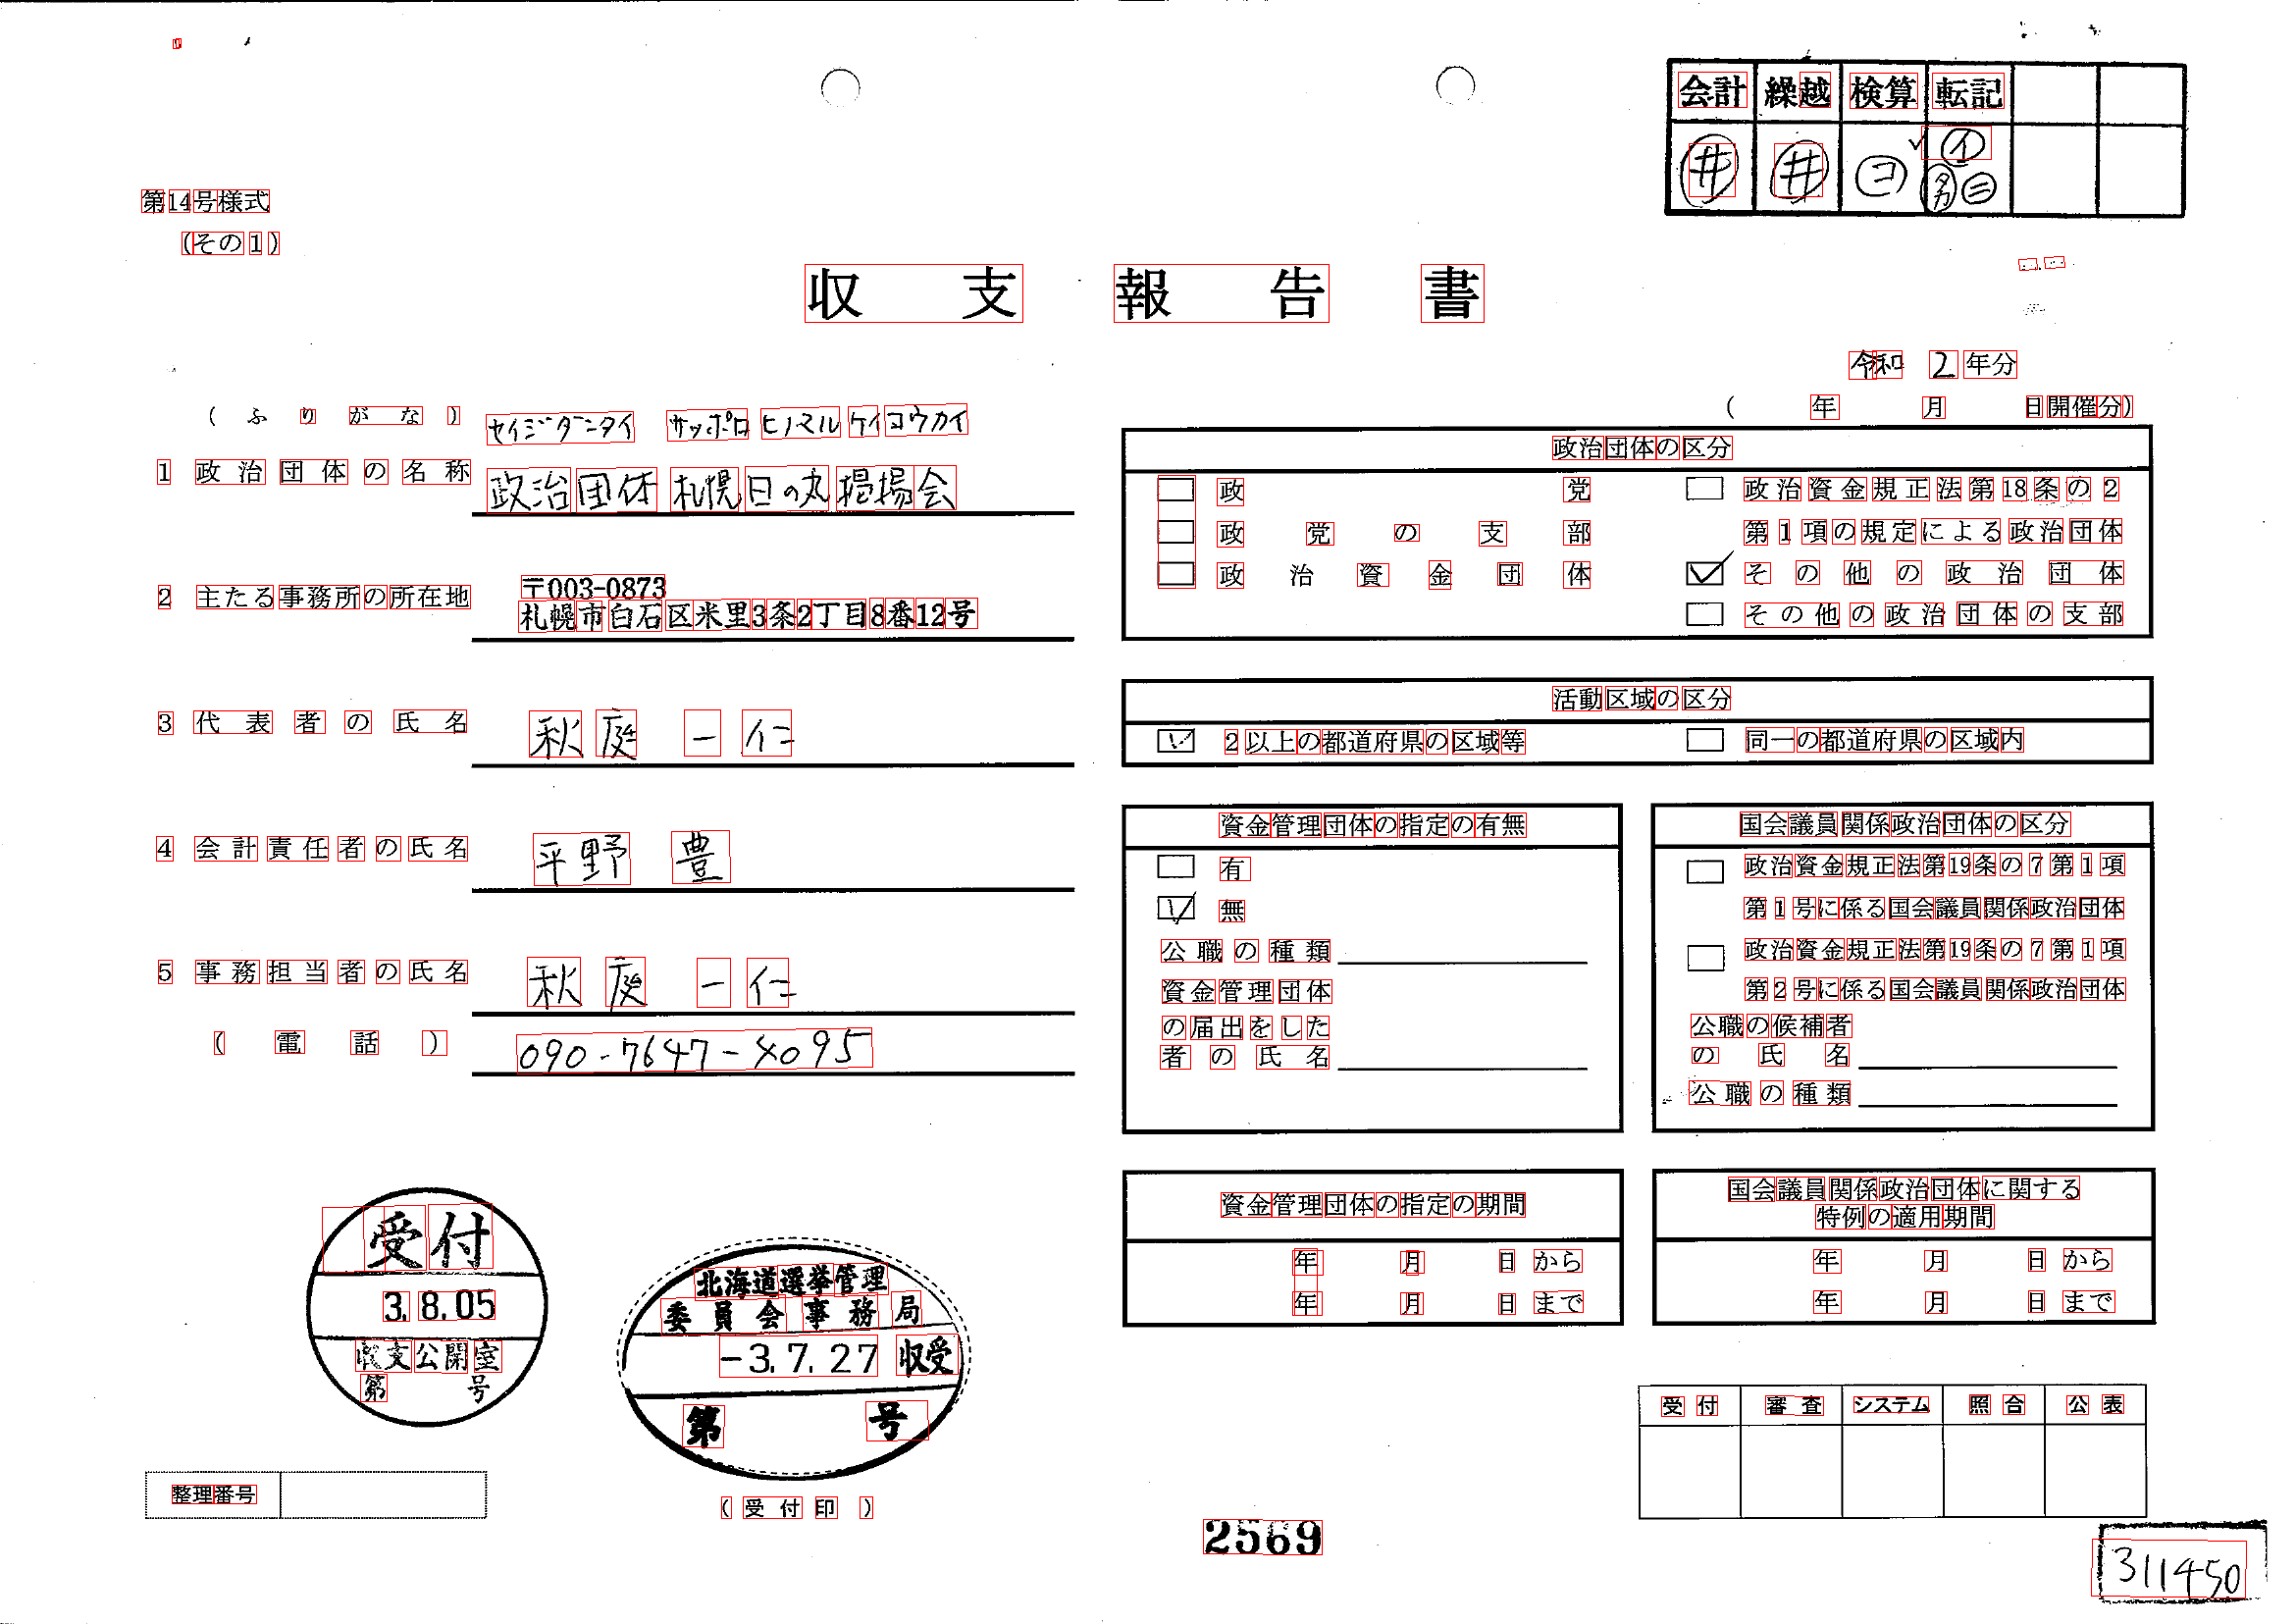 会計 繰越 検算 転記
井 井 コ イ タカ ニ
第14号様式
(その1)
収支報告書
令和 2 年分
( 年 月 日開催分)
(ふりがな) セイジダンタイ サッポロ ヒノマル ケイヨウカイ
1 政治団体の名称 政治団体 札幌日の丸掲揚会
2 主たる事務所の所在地 〒003-0873
札幌市白石区米里3条2丁目8番12号
3 代表者の氏名 秋庭 一仁
4 会計責任者の氏名 平野 豊
5 事務担当者の氏名 秋庭 一仁
(電話) 090-7647-4095
政治団体の区分
□ 政党
□ 政党の支部
□ 政治資金団体
□ 政治資金規正法第18条の2
第1項の規定による政治団体
☑ その他の政治団体
□ その他の政治団体の支部
活動区域の区分
☑ 2以上の都道府県の区域等 □ 同一の都道府県の区域内
資金管理団体の指定の有無
□ 有
☑ 無
公職の種類
資金管理団体
の届出をした
者の氏名
国会議員関係政治団体の区分
□ 政治資金規正法第19条の7第1項
第1号に係る国会議員関係政治団体
□ 政治資金規正法第19条の7第1項
第2号に係る国会議員関係政治団体
公職の候補者
の氏名
公職の種類
資金管理団体の指定の期間
年 月 日から
年 月 日まで
国会議員関係政治団体に関する
特例の適用期間
年 月 日から
年 月 日まで
受付
3.8.05
収支公開室
第 号
北海道選挙管理
委員会事務局
-3.7.27 収受
第 号
(受付印)
整理番号
受付 審査 システム 照合 公表
2569
311450